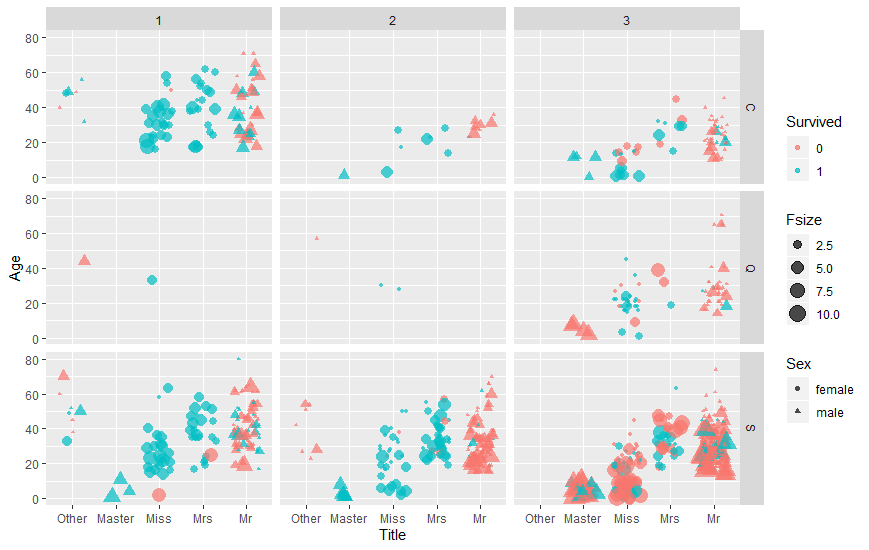 1 2 3
80
60
40
20
0
C
80
60
40
20
0
Q
80
60
40
20
0
S
Age
Other Master Miss Mrs Mr Other Master Miss Mrs Mr Other Master Miss Mrs Mr
Title
Survived
0
1
Fsize
2.5
5.0
7.5
10.0
Sex
female
male